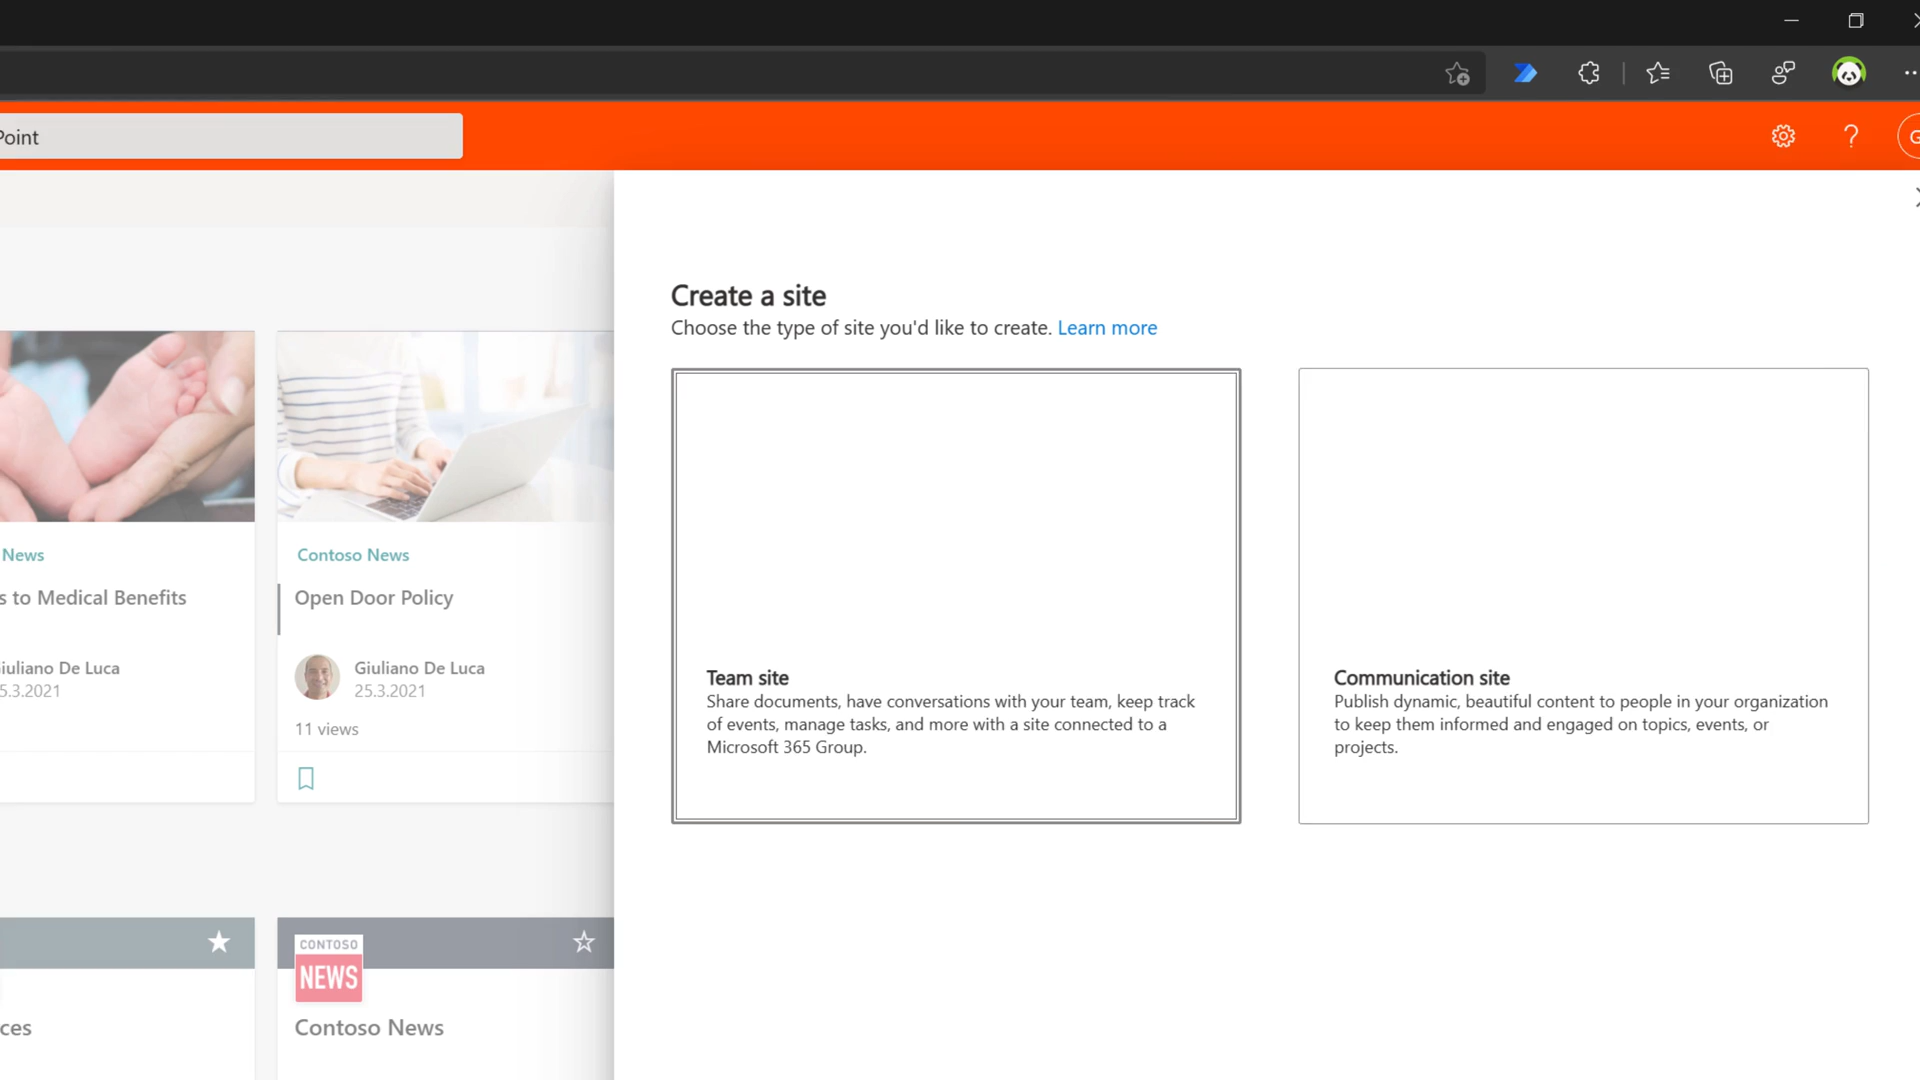 Point
Create a site
Choose the type of site you'd like to create. Learn more
News
Contoso News
s to Medical Benefits
Open Door Policy
iuliano De Luca
5.3.2021
Giuliano De Luca
25.3.2021
11 views
Team site
Share documents, have conversations with your team, keep track
of events, manage tasks, and more with a site connected to a
Microsoft 365 Group.
Communication site
Publish dynamic, beautiful content to people in your organization
to keep them informed and engaged on topics, events, or
projects.
CONTOSO
NEWS
ces
Contoso News